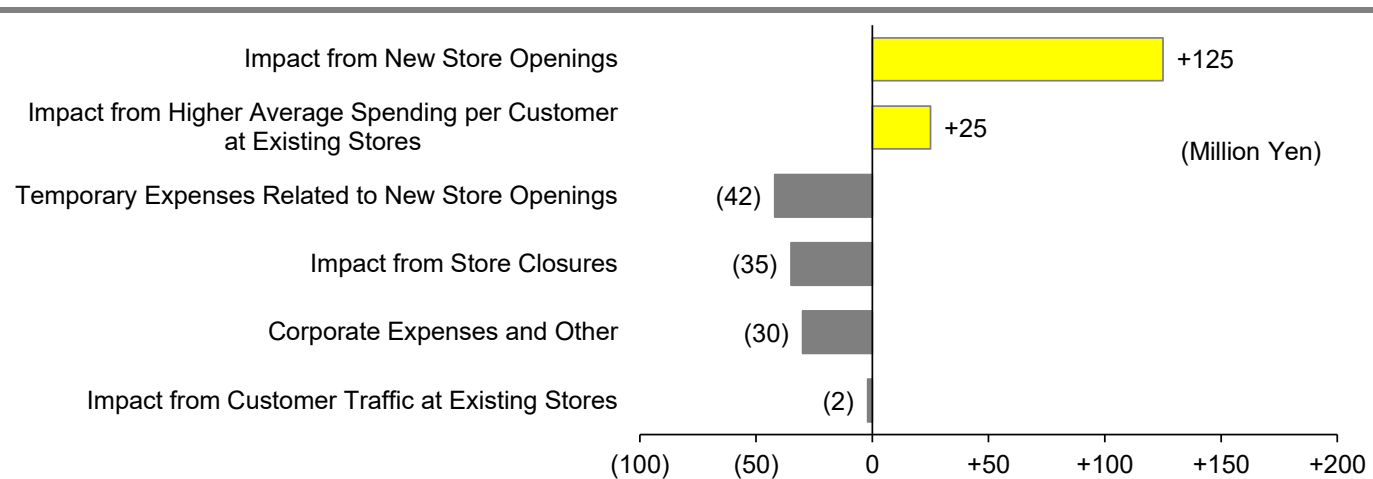 Impact from New Store Openings
+125
Impact from Higher Average Spending per Customer
at Existing Stores
+25
(Million Yen)
Temporary Expenses Related to New Store Openings
(42)
Impact from Store Closures
(35)
Corporate Expenses and Other
(30)
Impact from Customer Traffic at Existing Stores
(2)
(100) (50) 0 +50 +100 +150 +200